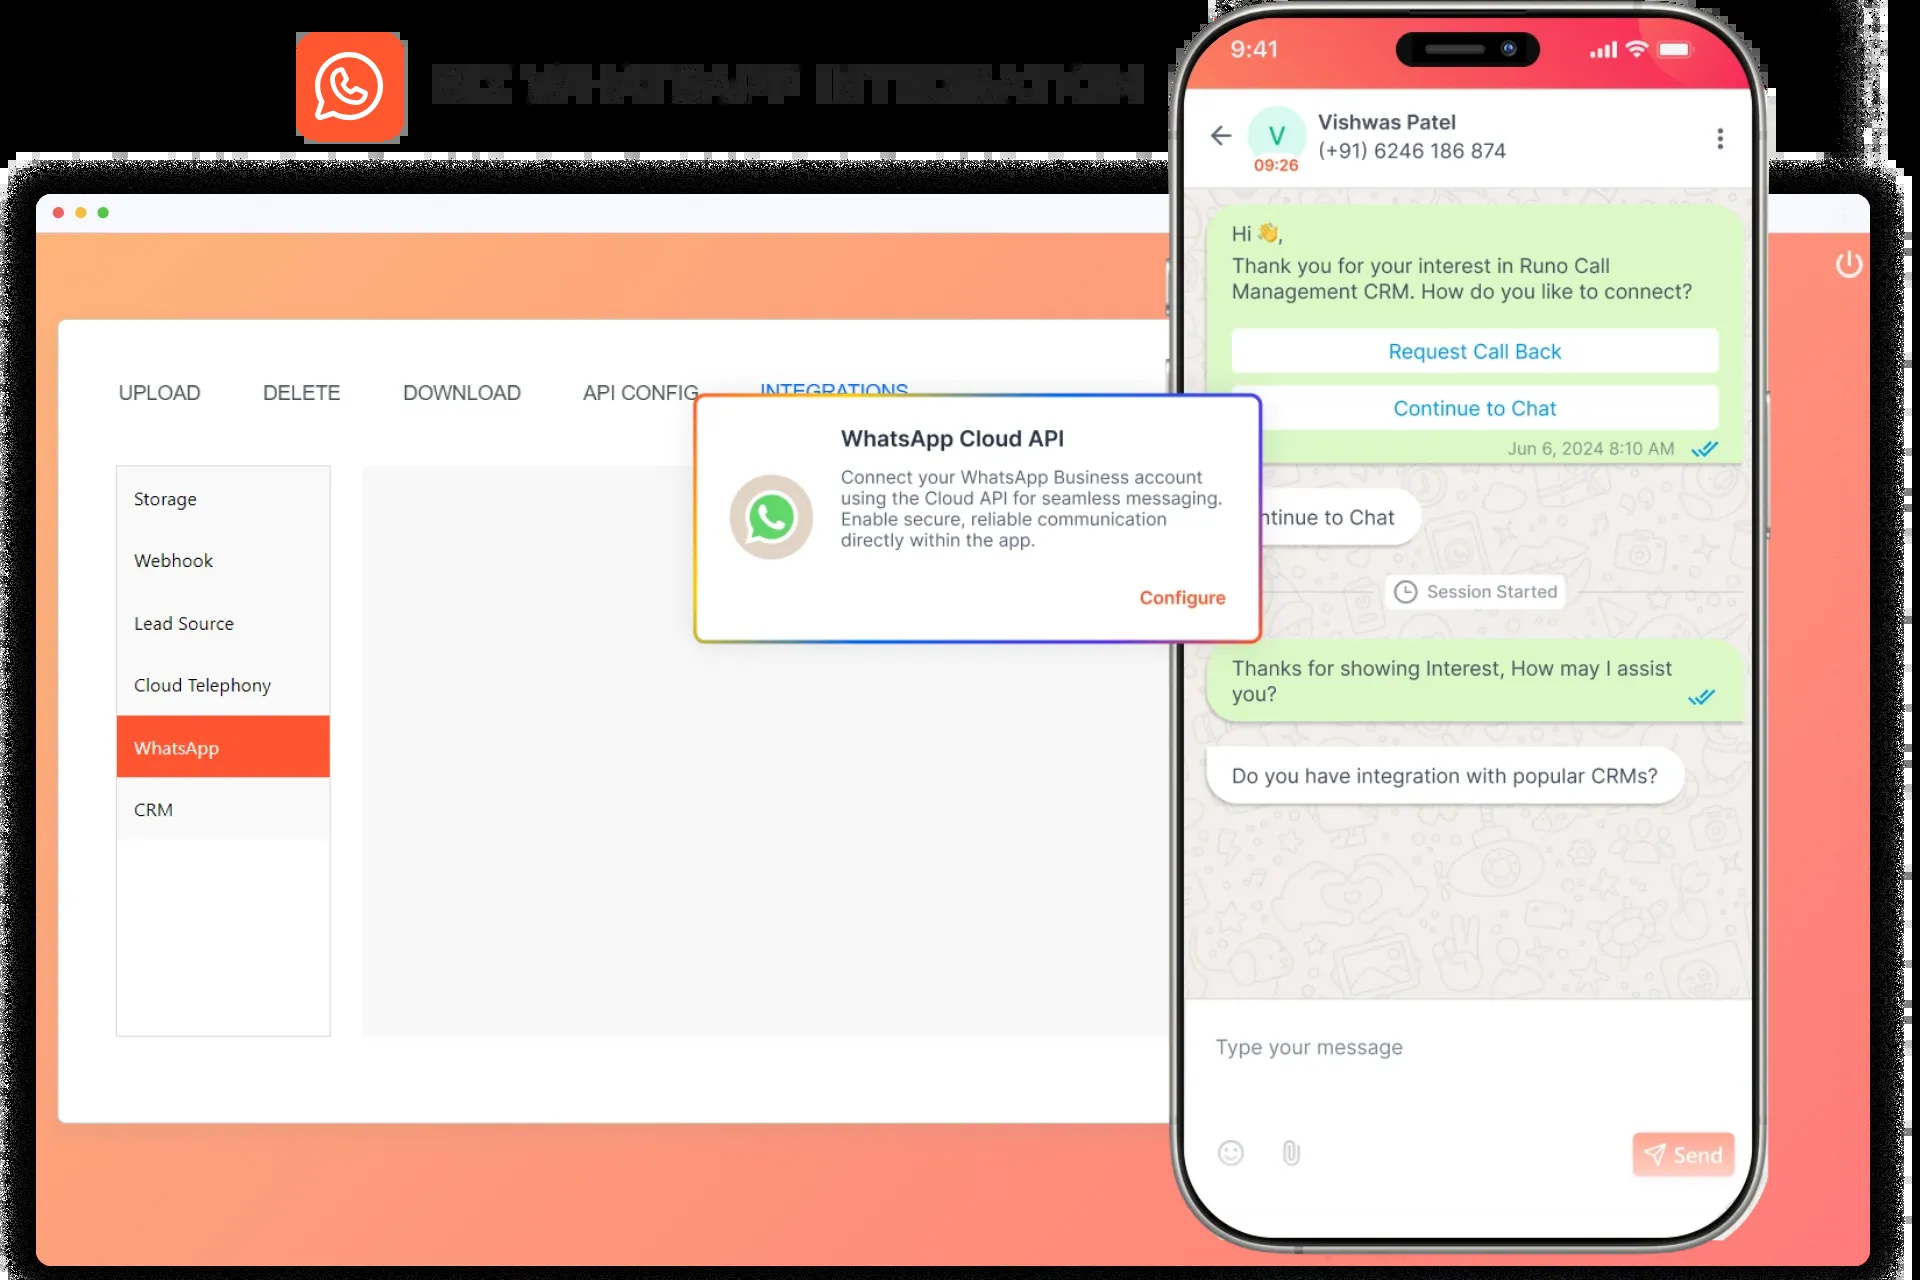 BIZ WHATSAPP INTEGRATION
UPLOAD
DELETE
DOWNLOAD
API CONFIG
INTEGRATIONS
Storage
Webhook
Lead Source
Cloud Telephony
WhatsApp
CRM
WhatsApp Cloud API
Connect your WhatsApp Business account
using the Cloud API for seamless messaging.
Enable secure, reliable communication
directly within the app.
Configure
9:41
V
09:26
Vishwas Patel
(+91) 6246 186 874
Hi 👋,
Thank you for your interest in Runo Call
Management CRM. How do you like to connect?
Request Call Back
Continue to Chat
Jun 6, 2024 8:10 AM
ntinue to Chat
Session Started
Thanks for showing Interest, How may I assist
you?
Do you have integration with popular CRMs?
Type your message
Send